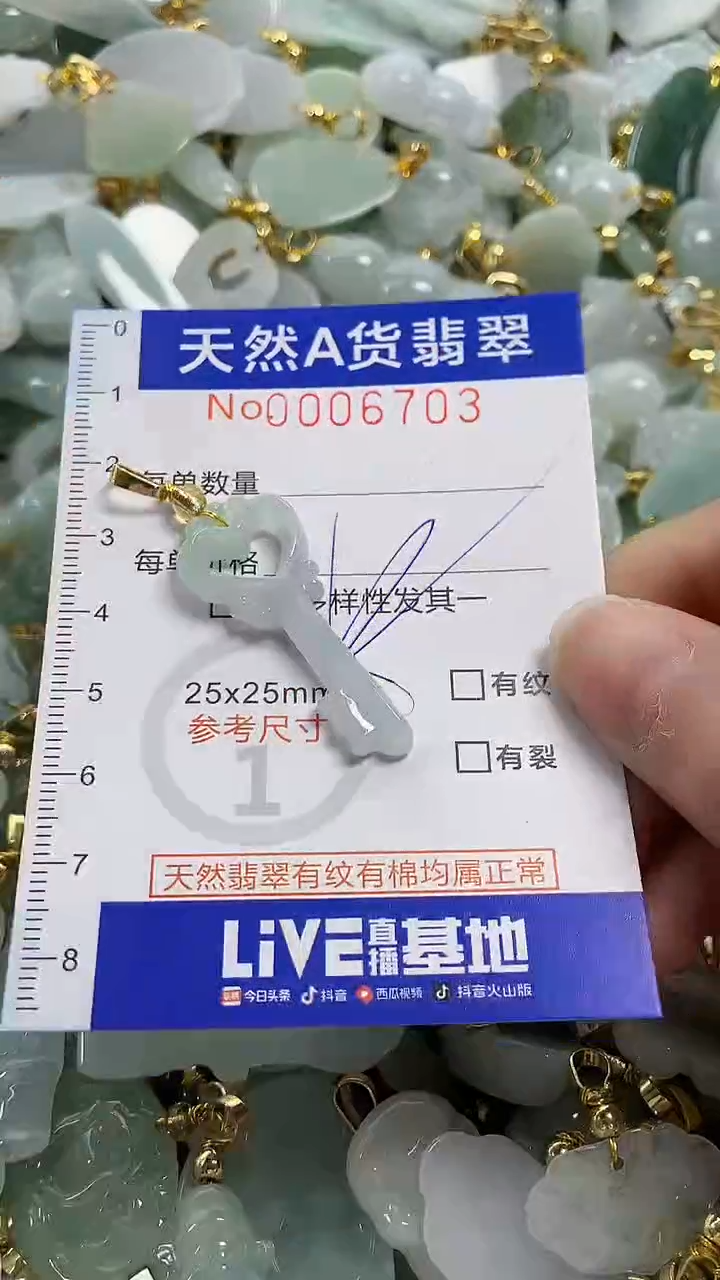 天然A货翡翠
No.0006703
每单数量
每单 价格
多样性发其一
25x25mm
参考尺寸
1
□有纹
□有裂
天然翡翠有纹有棉均属正常
LiVE直播基地
今日头条 抖音 西瓜视频 抖音火山版
0
1
2
3
4
5
6
7
8